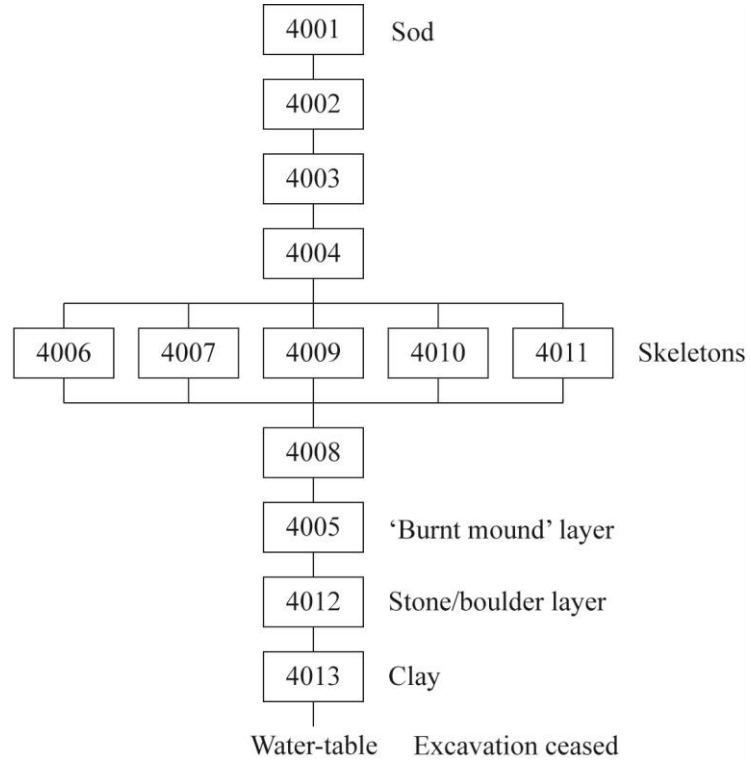 4001 Sod
4002
4003
4004
4006 4007 4009 4010 4011 Skeletons
4008
4005 ‘Burnt mound’ layer
4012 Stone/boulder layer
4013 Clay
Water-table Excavation ceased